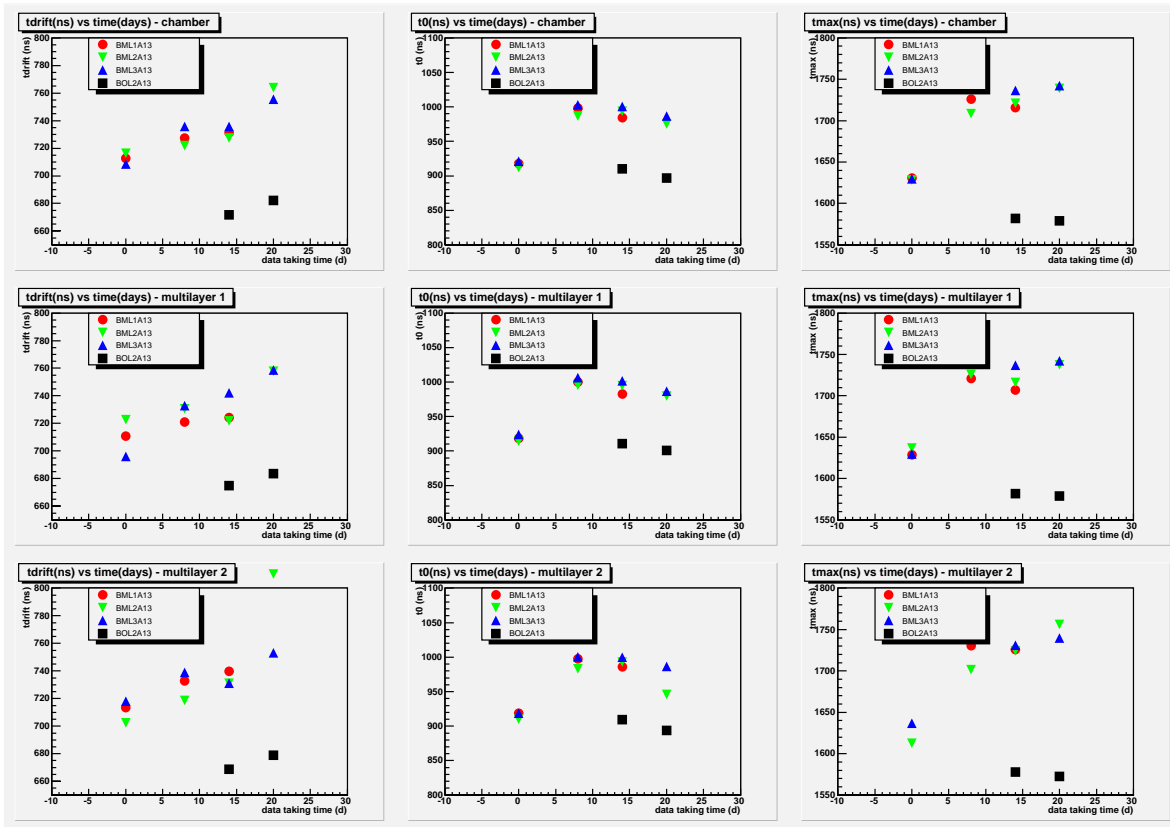 tdrift(ns) vs time(days) - chamber
tdrift (ns)
800
780
760
740
720
700
680
660
BML1A13
BML2A13
BML3A13
BOL2A13
-10 -5 0 5 10 15 20 25 30
data taking time (d)
t0(ns) vs time(days) - chamber
t0 (ns)
1100
1050
1000
950
900
850
800
BML1A13
BML2A13
BML3A13
BOL2A13
-10 -5 0 5 10 15 20 25 30
data taking time (d)
tmax(ns) vs time(days) - chamber
tmax (ns)
1800
1750
1700
1650
1600
1550
BML1A13
BML2A13
BML3A13
BOL2A13
-10 -5 0 5 10 15 20 25 30
data taking time (d)
tdrift(ns) vs time(days) - multilayer 1
tdrift (ns)
800
780
760
740
720
700
680
660
BML1A13
BML2A13
BML3A13
BOL2A13
-10 -5 0 5 10 15 20 25 30
data taking time (d)
t0(ns) vs time(days) - multilayer 1
t0 (ns)
1100
1050
1000
950
900
850
800
BML1A13
BML2A13
BML3A13
BOL2A13
-10 -5 0 5 10 15 20 25 30
data taking time (d)
tmax(ns) vs time(days) - multilayer 1
tmax (ns)
1800
1750
1700
1650
1600
1550
BML1A13
BML2A13
BML3A13
BOL2A13
-10 -5 0 5 10 15 20 25 30
data taking time (d)
tdrift(ns) vs time(days) - multilayer 2
tdrift (ns)
800
780
760
740
720
700
680
660
BML1A13
BML2A13
BML3A13
BOL2A13
-10 -5 0 5 10 15 20 25 30
data taking time (d)
t0(ns) vs time(days) - multilayer 2
t0 (ns)
1100
1050
1000
950
900
850
800
BML1A13
BML2A13
BML3A13
BOL2A13
-10 -5 0 5 10 15 20 25 30
data taking time (d)
tmax(ns) vs time(days) - multilayer 2
tmax (ns)
1800
1750
1700
1650
1600
1550
BML1A13
BML2A13
BML3A13
BOL2A13
-10 -5 0 5 10 15 20 25 30
data taking time (d)